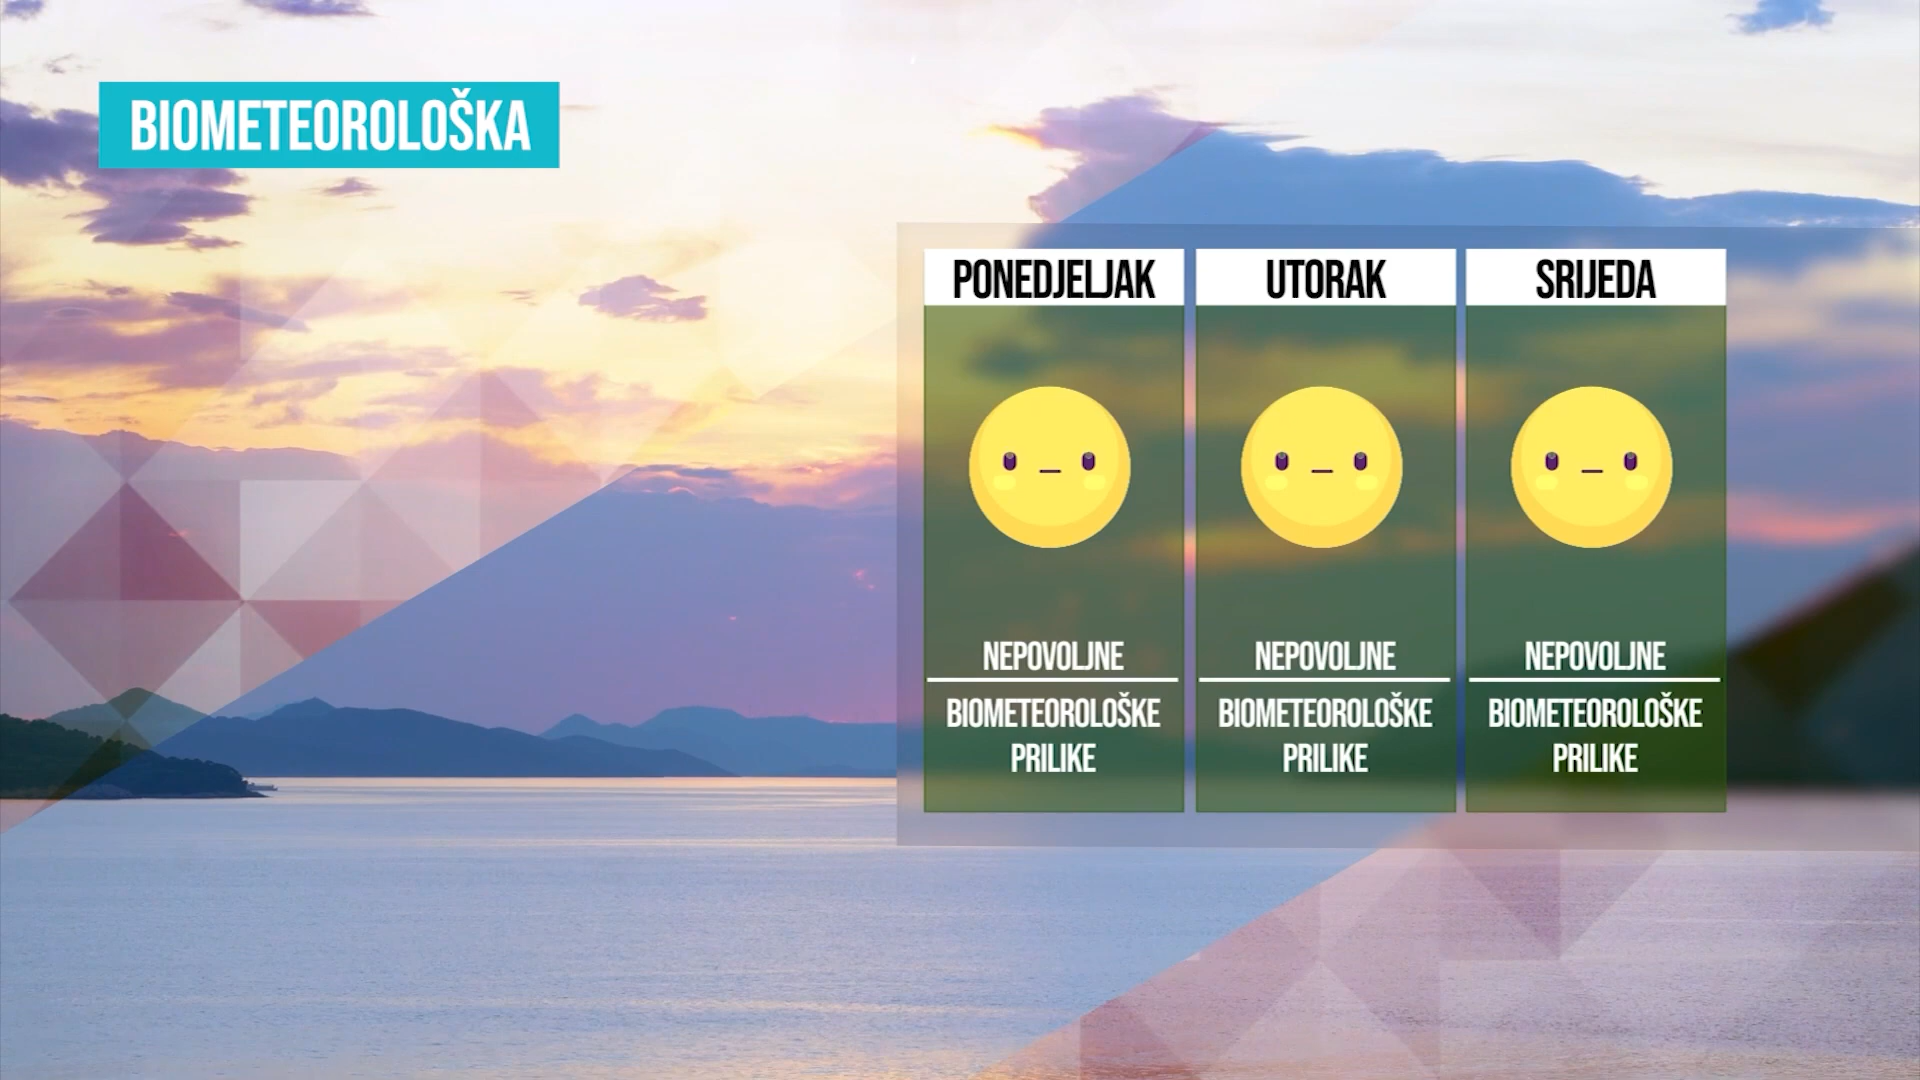 BIOMETEOROLOŠKA
PONEDJELJAK
NEPOVOLJNE
BIOMETEOROLOŠKE
PRILIKE
UTORAK
NEPOVOLJNE
BIOMETEOROLOŠKE
PRILIKE
SRIJEDA
NEPOVOLJNE
BIOMETEOROLOŠKE
PRILIKE